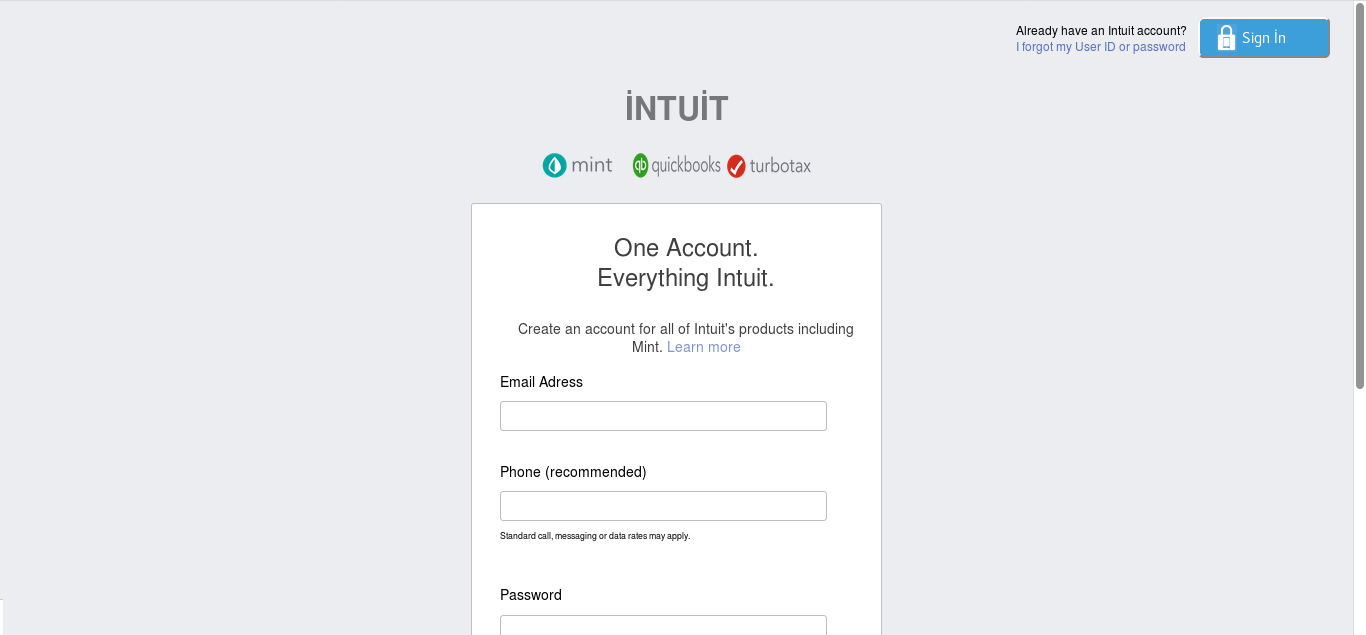 Already have an Intuit account?
I forgot my User ID or password
Sign İn
İNTUİT
mint
qb quickbooks
turbotax
One Account.
Everything Intuit.
Create an account for all of Intuit's products including
Mint. Learn more
Email Adress
Phone (recommended)
Standard call, messaging or data rates may apply.
Password